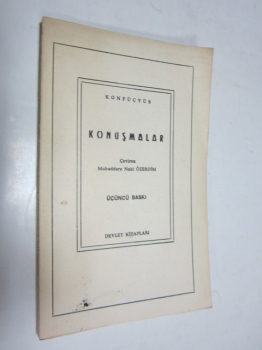 KONFÜÇYÜS
KONUŞMALAR
Çeviren
Muhaddere Nabi ÖZERDİM
ÜÇÜNCÜ BASKI
DEVLET KİTAPLARI